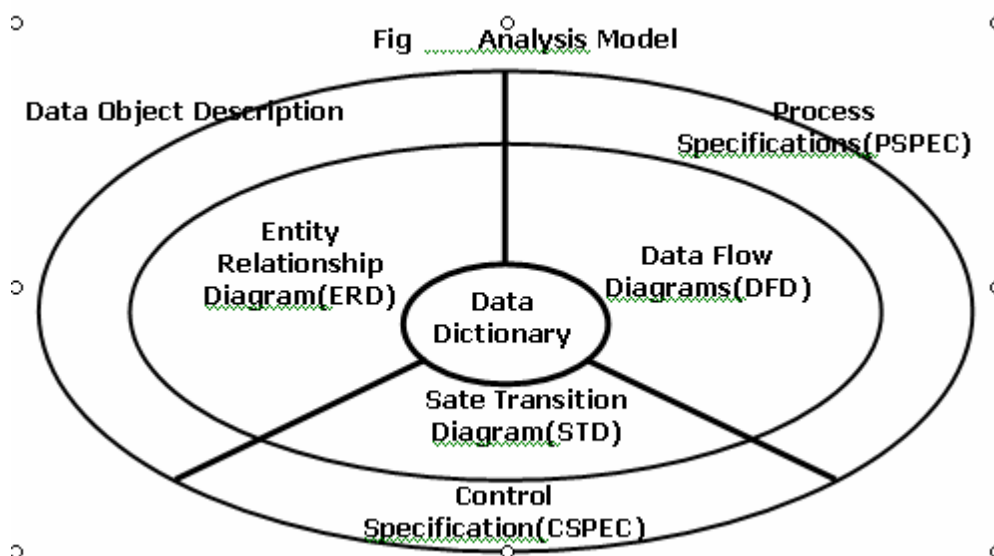 Fig ......Analysis Model
Data Object Description
Process
Specifications(PSPEC)
Entity
Relationship
Diagram(ERD)
Data Flow
Diagrams(DFD)
Data
Dictionary
Sate Transition
Diagram(STD)
Control
Specification(CSPEC)